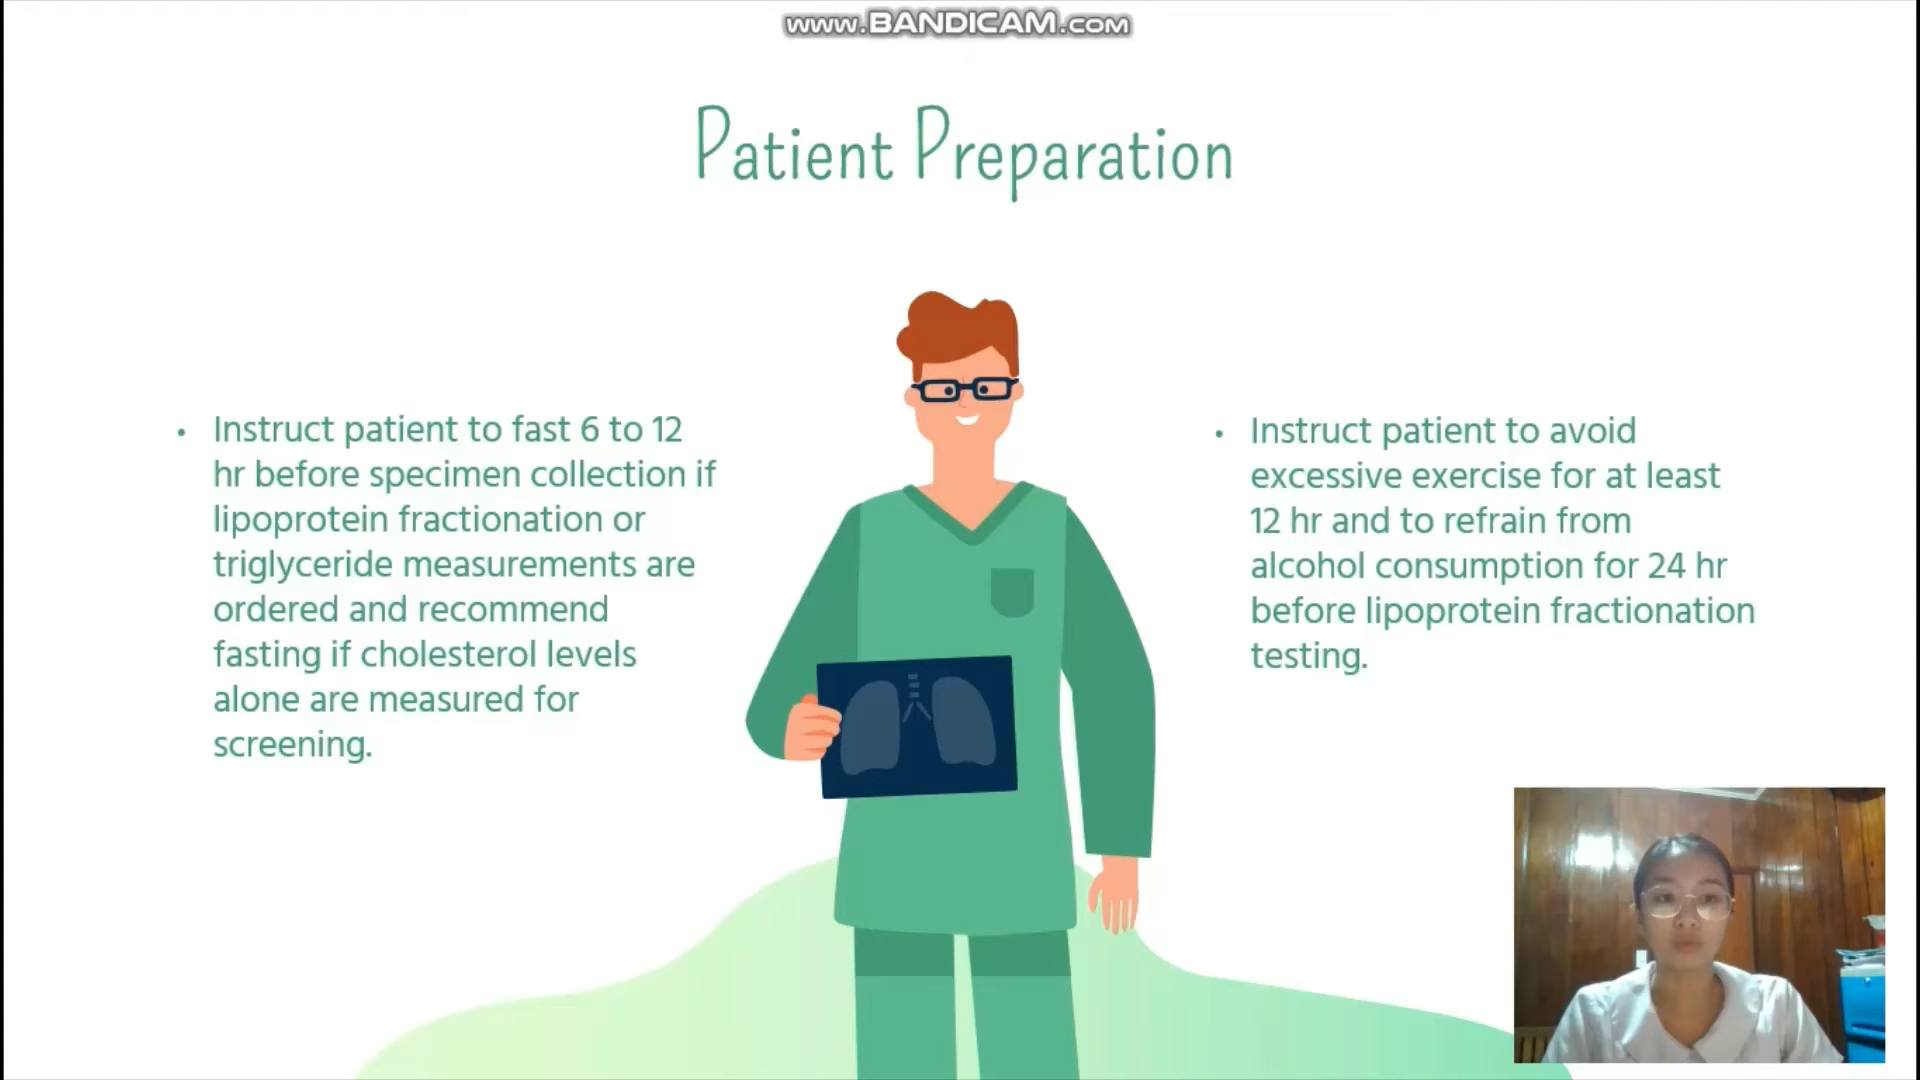 www.BANDICAM.com
Patient Preparation
• Instruct patient to fast 6 to 12
hr before specimen collection if
lipoprotein fractionation or
triglyceride measurements are
ordered and recommend
fasting if cholesterol levels
alone are measured for
screening.
• Instruct patient to avoid
excessive exercise for at least
12 hr and to refrain from
alcohol consumption for 24 hr
before lipoprotein fractionation
testing.